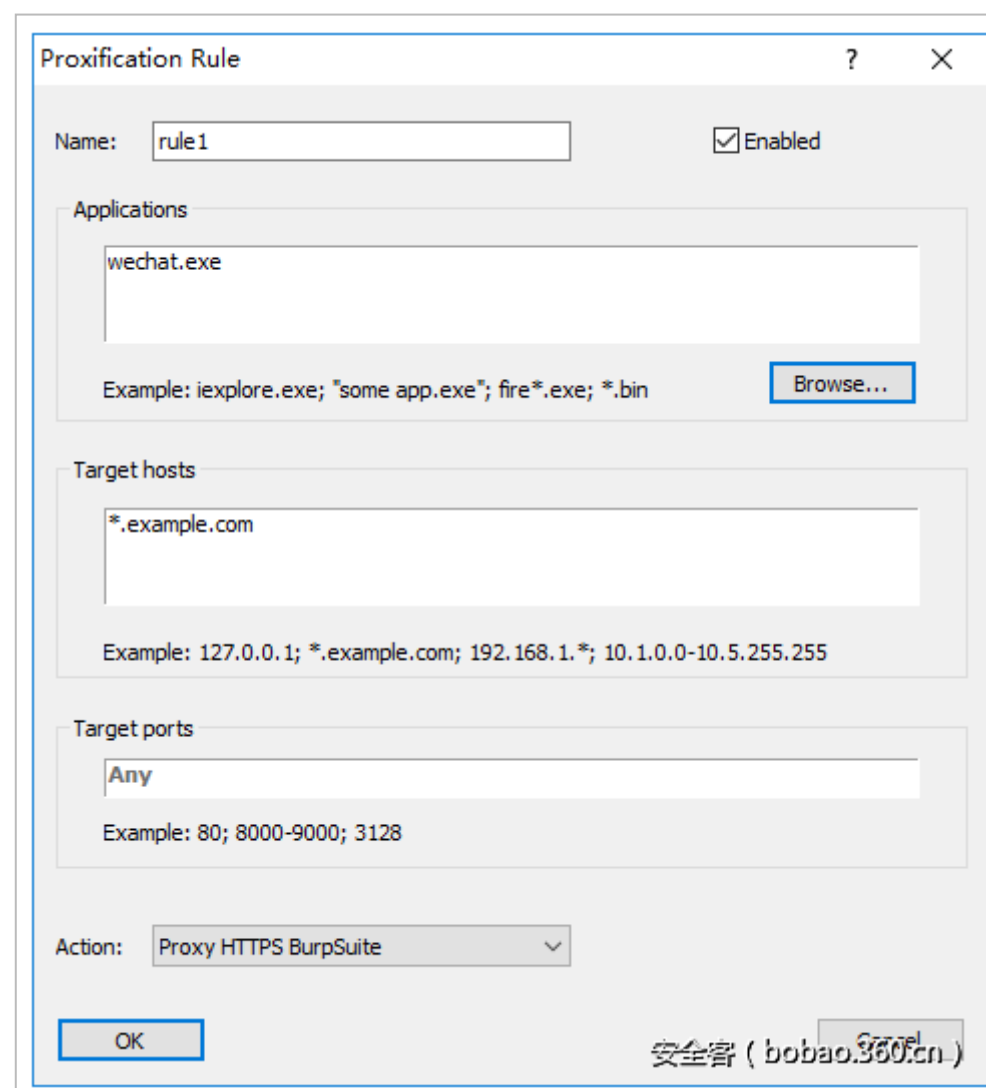 Proxification Rule
Name: rule1 Enabled
Applications
wechat.exe
Example: iexplore.exe; "some app.exe"; fire*.exe; *.bin Browse...
Target hosts
*.example.com
Example: 127.0.0.1; *.example.com; 192.168.1.*; 10.1.0.0-10.5.255.255
Target ports
Any
Example: 80; 8000-9000; 3128
Action: Proxy HTTPS BurpSuite
OK Cancel
安全客 ( bobao.360.cn )